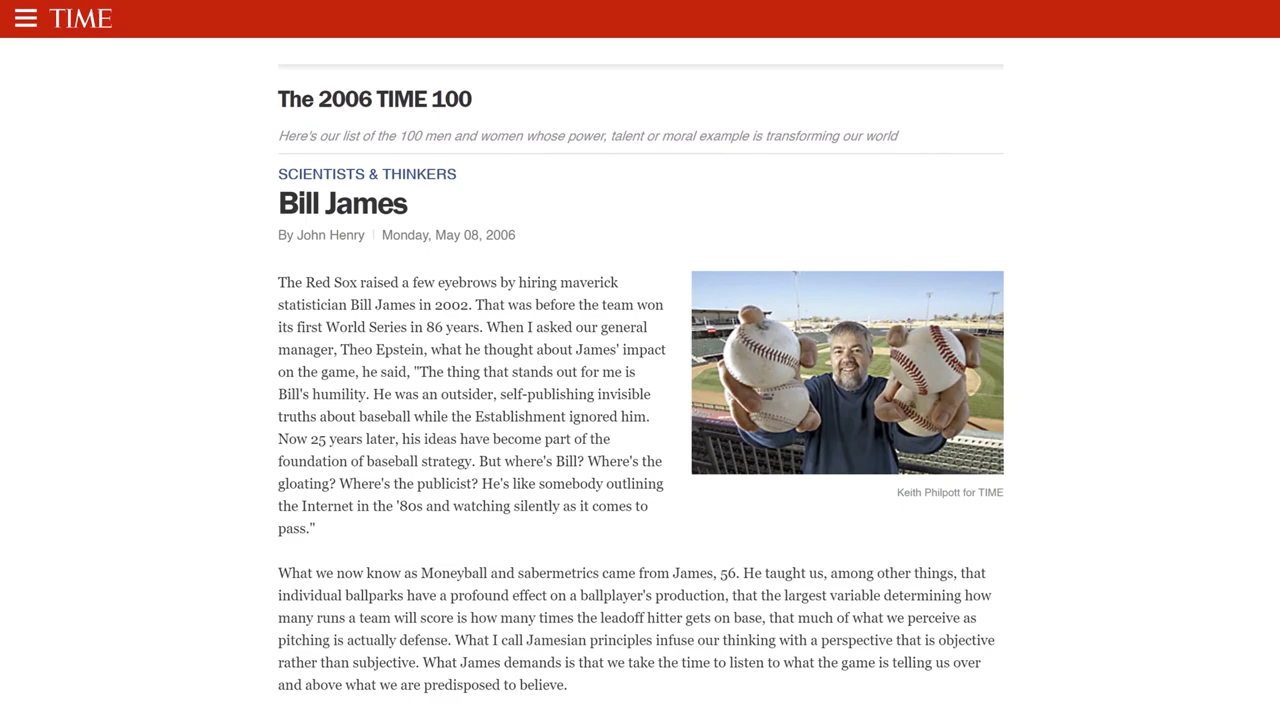 TIME
The 2006 TIME 100
Here's our list of the 100 men and women whose power, talent or moral example is transforming our world
SCIENTISTS & THINKERS
Bill James
By John Henry | Monday, May 08, 2006
The Red Sox raised a few eyebrows by hiring maverick
statistician Bill James in 2002. That was before the team won
its first World Series in 86 years. When I asked our general
manager, Theo Epstein, what he thought about James' impact
on the game, he said, "The thing that stands out for me is
Bill's humility. He was an outsider, self-publishing invisible
truths about baseball while the Establishment ignored him.
Now 25 years later, his ideas have become part of the
foundation of baseball strategy. But where's Bill? Where's the
gloating? Where's the publicist? He's like somebody outlining
the Internet in the '80s and watching silently as it comes to
pass."
Keith Philpott for TIME
What we now know as Moneyball and sabermetrics came from James, 56. He taught us, among other things, that
individual ballparks have a profound effect on a ballplayer's production, that the largest variable determining how
many runs a team will score is how many times the leadoff hitter gets on base, that much of what we perceive as
pitching is actually defense. What I call Jamesian principles infuse our thinking with a perspective that is objective
rather than subjective. What James demands is that we take the time to listen to what the game is telling us over
and above what we are predisposed to believe.